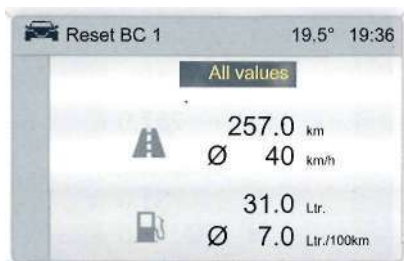 Reset BC 1 19,5° 19:36
All values
257.0 km
Ø 40 km/h
31.0 Ltr.
Ø 7.0 Ltr./100km